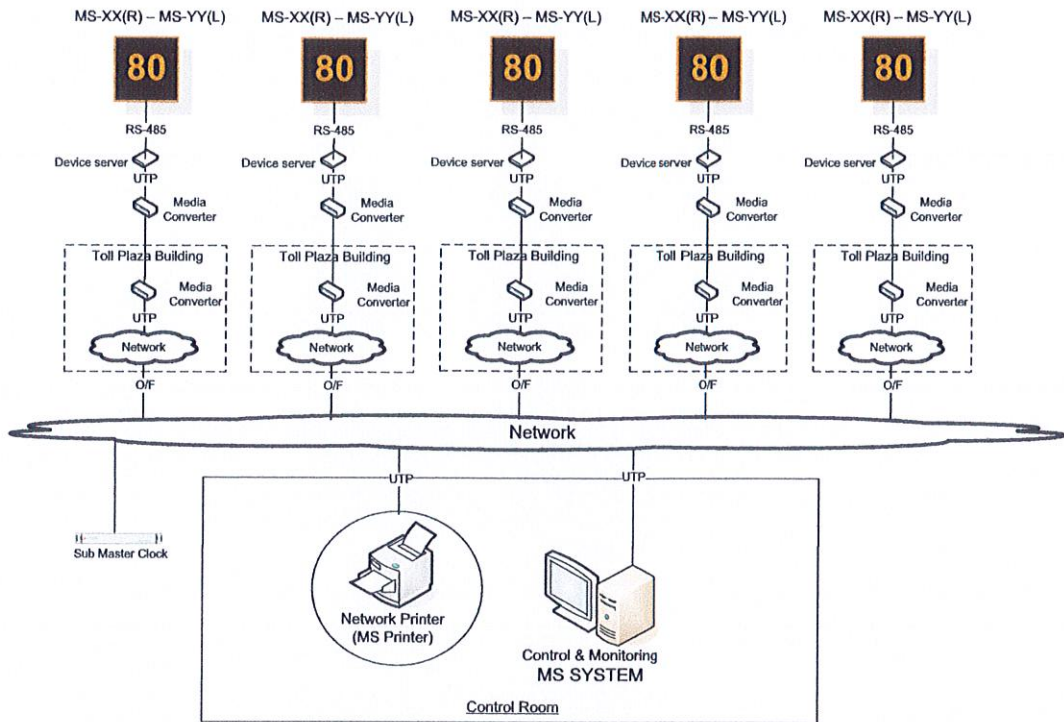 MS-XX(R) – MS-YY(L) MS-XX(R) – MS-YY(L) MS-XX(R) – MS-YY(L) MS-XX(R) – MS-YY(L) MS-XX(R) – MS-YY(L)
80 80 80 80 80
RS-485 RS-485 RS-485 RS-485 RS-485
Device server Device server Device server Device server Device server
UTP UTP UTP UTP UTP
Media Media Media Media Media
Converter Converter Converter Converter Converter
Toll Plaza Building Toll Plaza Building Toll Plaza Building Toll Plaza Building Toll Plaza Building
Media Media Media Media Media
Converter Converter Converter Converter Converter
UTP UTP UTP UTP UTP
Network Network Network Network Network
O/F O/F O/F O/F O/F
Network
UTP UTP
Sub Master Clock
Network Printer
(MS Printer)
Control & Monitoring
MS SYSTEM
Control Room